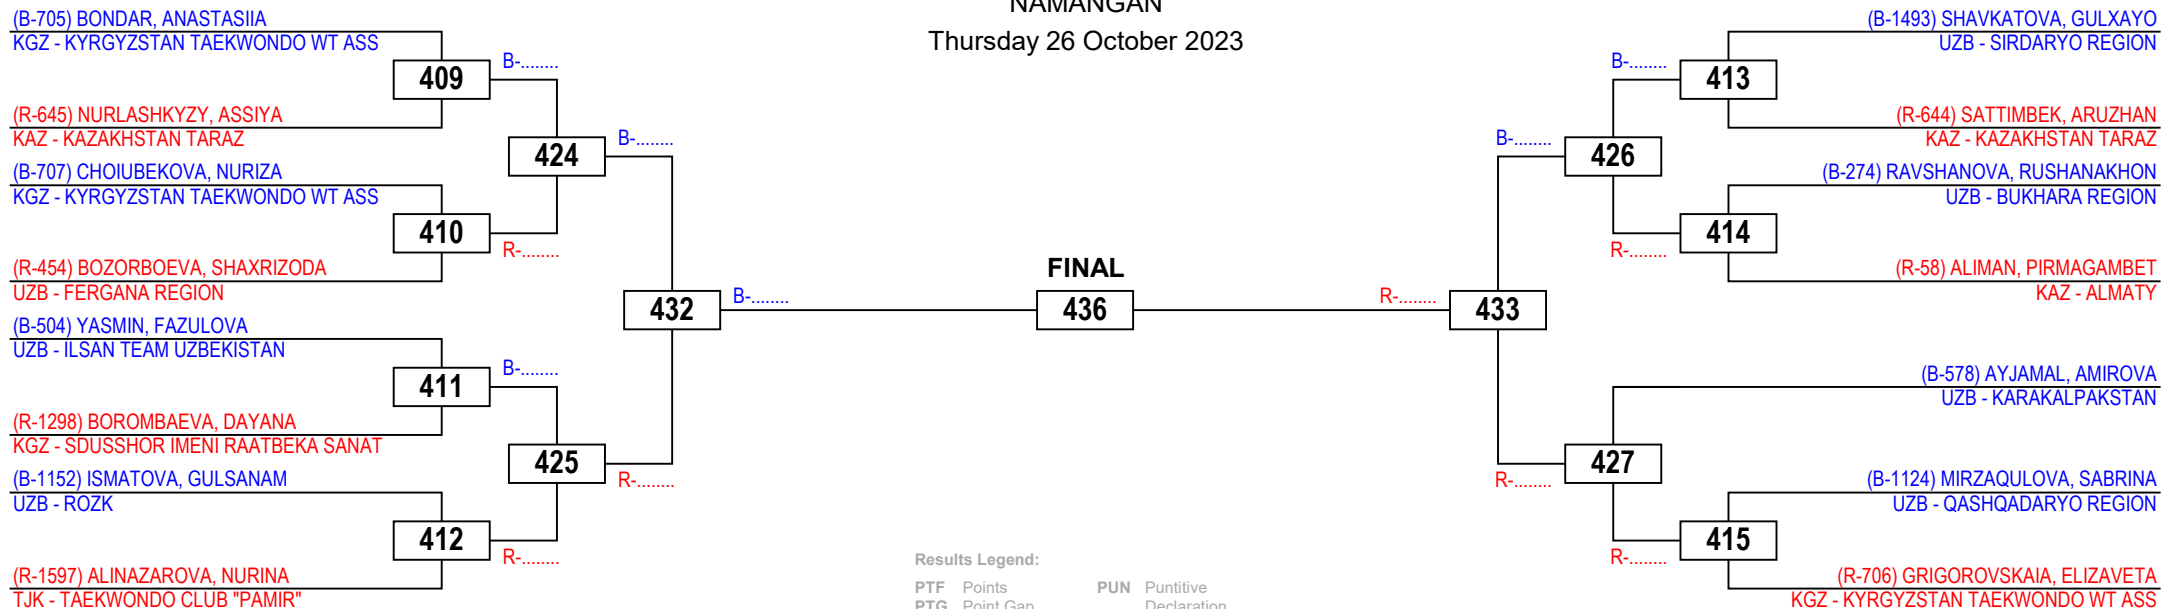 NAMANGAN
Thursday 26 October 2023
(B-705) BONDAR, ANASTASIIA
KGZ - KYRGYZSTAN TAEKWONDO WT ASS
409
B-........
(R-645) NURLASHKYZY, ASSIYA
KAZ - KAZAKHSTAN TARAZ
424
B-........
(B-707) CHOIUBEKOVA, NURIZA
KGZ - KYRGYZSTAN TAEKWONDO WT ASS
410
R-........
(R-454) BOZORBOEVA, SHAXRIZODA
UZB - FERGANA REGION
432
B-........
(B-504) YASMIN, FAZULOVA
UZB - ILSAN TEAM UZBEKISTAN
411
B-........
(R-1298) BOROMBAEVA, DAYANA
KGZ - SDUSSHOR IMENI RAATBEKA SANAT
425
R-........
(B-1152) ISMATOVA, GULSANAM
UZB - ROZK
412
R-........
(R-1597) ALINAZAROVA, NURINA
TJK - TAEKWONDO CLUB "PAMIR"
FINAL
436
(B-1493) SHAVKATOVA, GULXAYO
UZB - SIRDARYO REGION
B-........
413
(R-644) SATTIMBEK, ARUZHAN
KAZ - KAZAKHSTAN TARAZ
B-........
426
(B-274) RAVSHANOVA, RUSHANAKHON
UZB - BUKHARA REGION
414
R-........
(R-58) ALIMAN, PIRMAGAMBET
KAZ - ALMATY
R-........
433
(B-578) AYJAMAL, AMIROVA
UZB - KARAKALPAKSTAN
427
R-........
(B-1124) MIRZAQULOVA, SABRINA
UZB - QASHQADARYO REGION
415
R-........
(R-706) GRIGOROVSKAIA, ELIZAVETA
KGZ - KYRGYZSTAN TAEKWONDO WT ASS
Results Legend:
PTF Points PUN Puntitive
PTG Point Gap Declaration